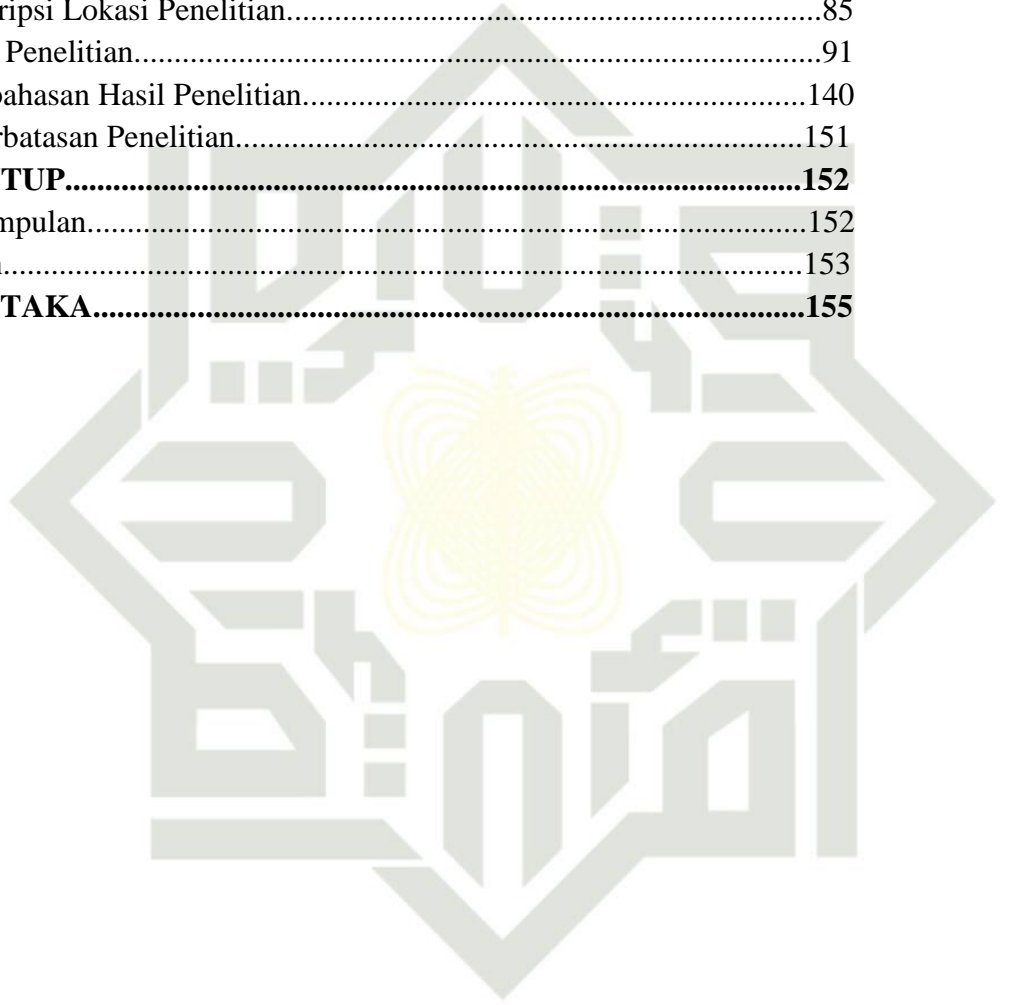 ripsi Lokasi Penelitian....................................................................85
Penelitian.......................................................................................91
bahasan Hasil Penelitian................................................................140
rbatasan Penelitian........................................................................151
TUP............................................................................................152
mpulan...........................................................................................152
.....................................................................................................153
TAKA.........................................................................................155